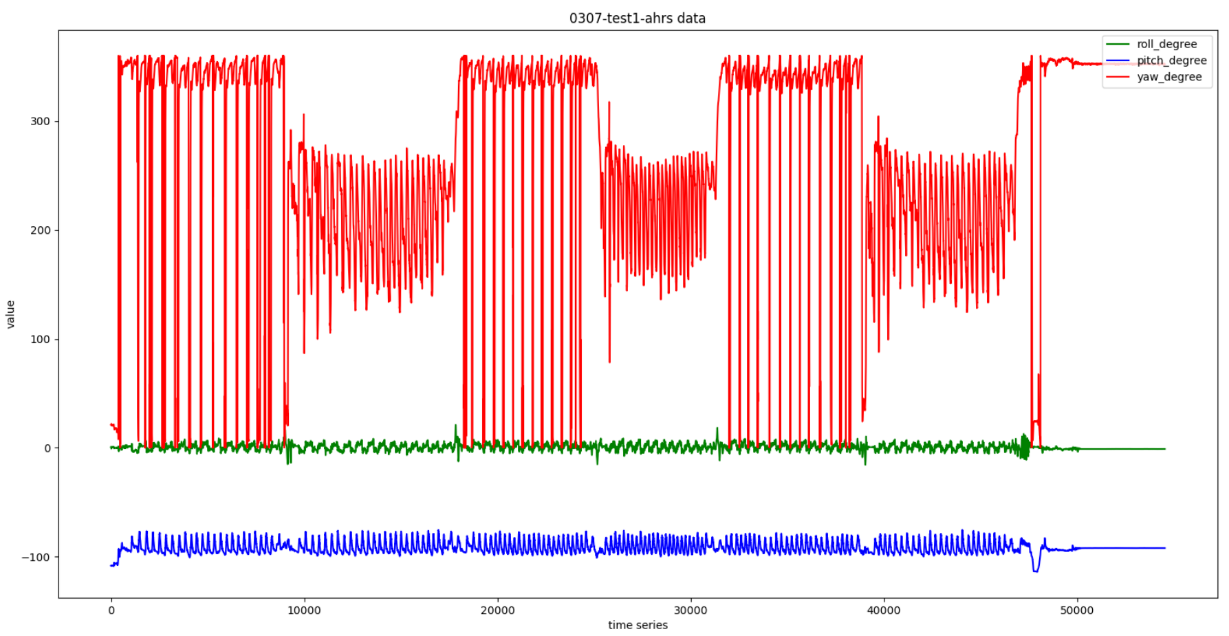 0307-test1-ahrs data
roll_degree
pitch_degree
yaw_degree
300
200
100
0
−100
value
0
10000
20000
30000
40000
50000
time series